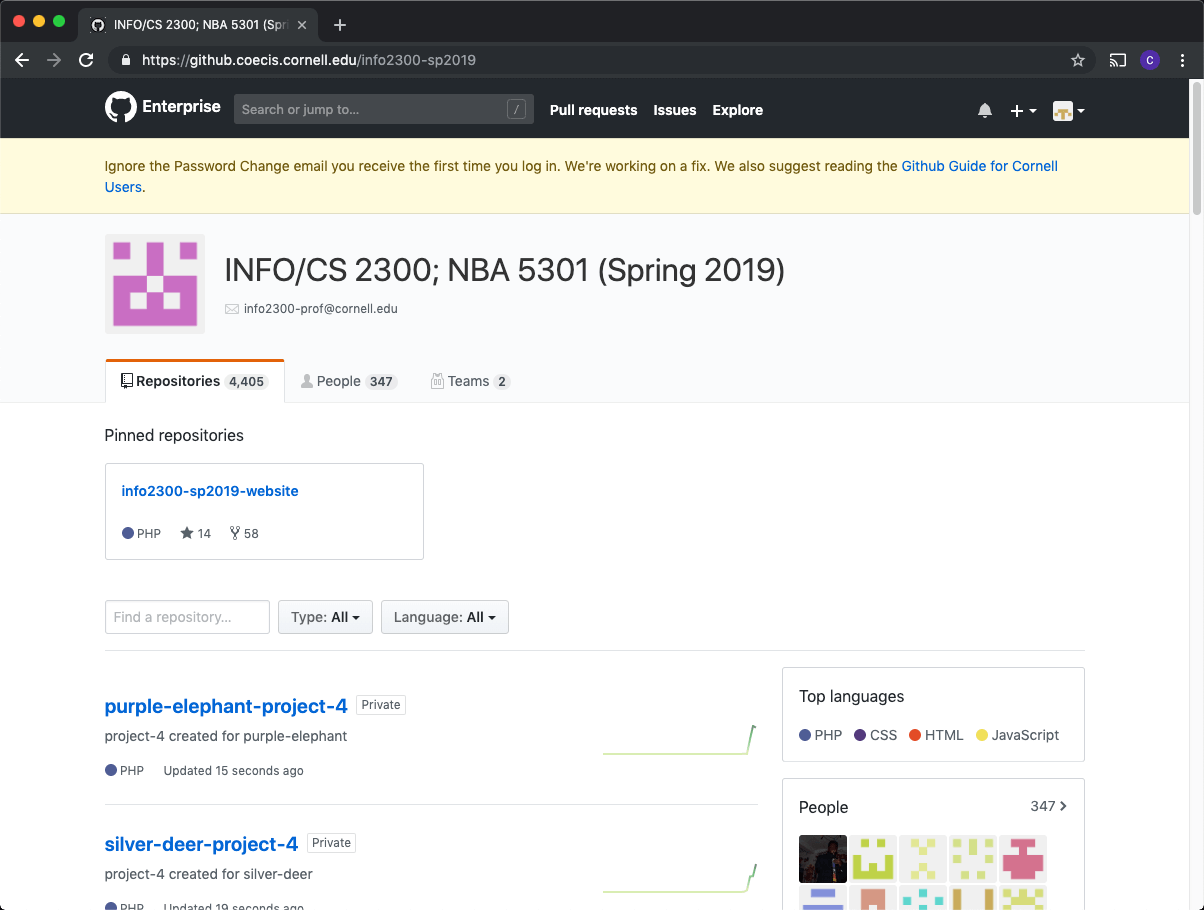 INFO/CS 2300; NBA 5301 (Spri
https://github.coecis.cornell.edu/info2300-sp2019
C
Enterprise
Search or jump to...
/
Pull requests
Issues
Explore
Ignore the Password Change email you receive the first time you log in. We're working on a fix. We also suggest reading the Github Guide for Cornell
Users.
INFO/CS 2300; NBA 5301 (Spring 2019)
info2300-prof@cornell.edu
Repositories 4,405
People 347
Teams 2
Pinned repositories
info2300-sp2019-website
PHP 14 58
Find a repository...
Type: All
Language: All
purple-elephant-project-4 Private
project-4 created for purple-elephant
PHP Updated 15 seconds ago
silver-deer-project-4 Private
project-4 created for silver-deer
PHP Updated 19 seconds ago
Top languages
PHP CSS HTML JavaScript
People 347